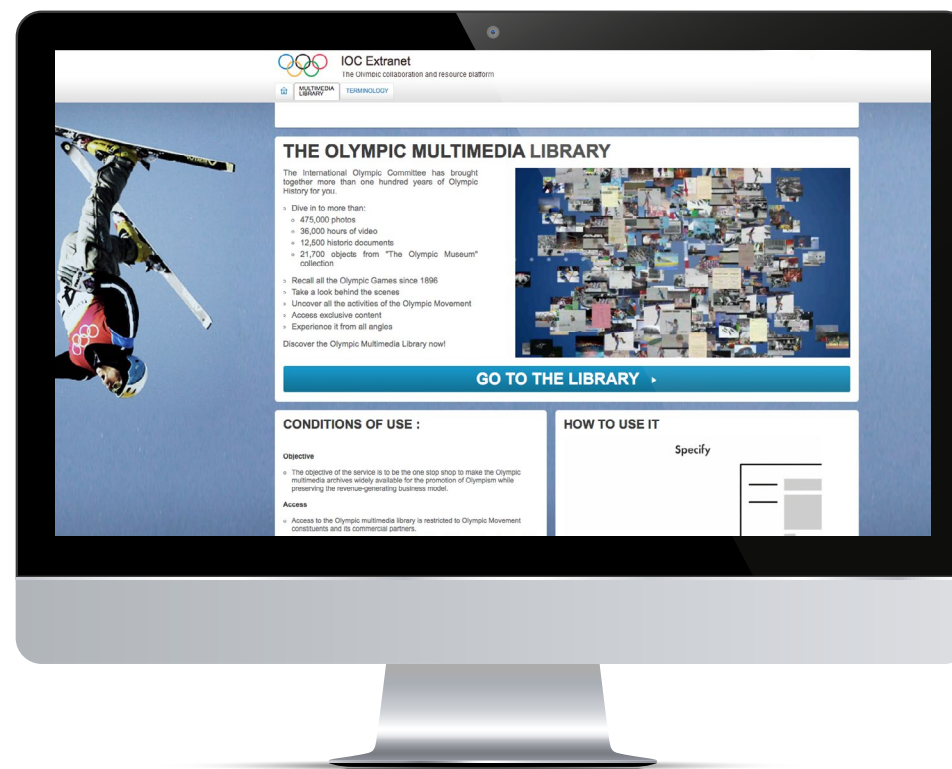 IOC Extranet
The Olympic collaboration and resource platform
MULTIMEDIA
LIBRARY
TERMINOLOGY
THE OLYMPIC MULTIMEDIA LIBRARY
The International Olympic Committee has brought
together more than one hundred years of Olympic
History for you.
Dive in to more than:
475,000 photos
36,000 hours of video
12,500 historic documents
21,700 objects from "The Olympic Museum"
collection
Recall all the Olympic Games since 1896
Take a look behind the scenes
Uncover all the activities of the Olympic Movement
Access exclusive content
Experience it from all angles
Discover the Olympic Multimedia Library now!
GO TO THE LIBRARY
CONDITIONS OF USE :
Objective
The objective of the service is to be the one stop shop to make the Olympic
multimedia archives widely available for the promotion of Olympism while
preserving the revenue-generating business model.
Access
Access to the Olympic multimedia library is restricted to Olympic Movement
constituents and its commercial partners.
HOW TO USE IT
Specify